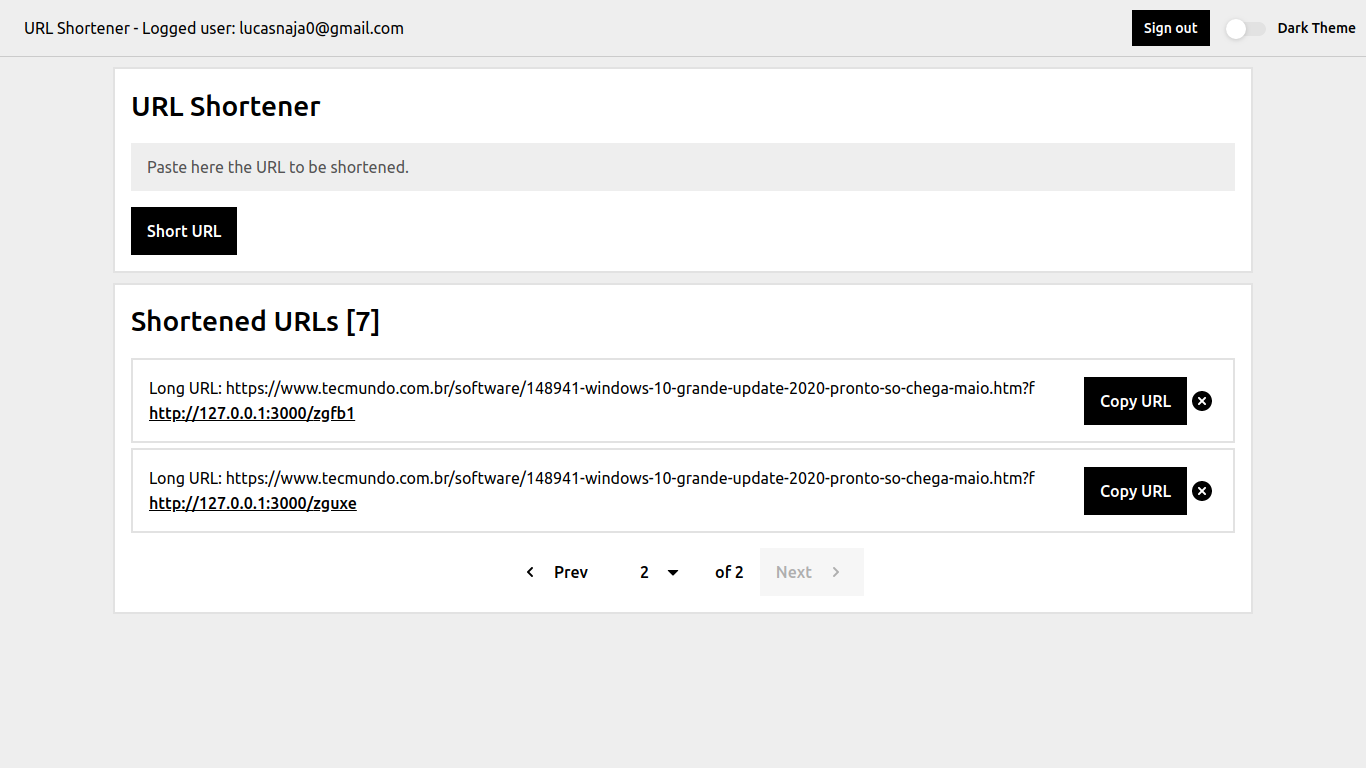 URL Shortener - Logged user: lucasnaja0@gmail.com
Sign out
Dark Theme
URL Shortener
Paste here the URL to be shortened.
Short URL
Shortened URLs [7]
Long URL: https://www.tecmundo.com.br/software/148941-windows-10-grande-update-2020-pronto-so-chega-maio.htm?f
http://127.0.0.1:3000/zgfb1
Copy URL
Long URL: https://www.tecmundo.com.br/software/148941-windows-10-grande-update-2020-pronto-so-chega-maio.htm?f
http://127.0.0.1:3000/zguxe
Copy URL
Prev 2 of 2 Next